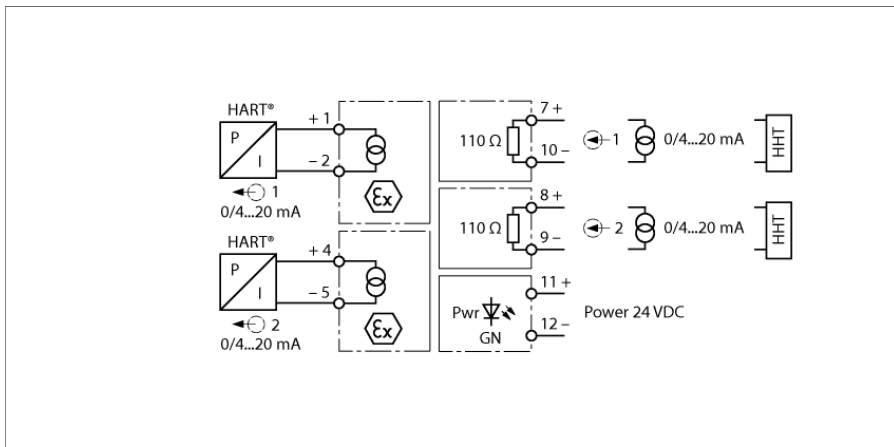 HART®
P
I
+ 1
– 2
1
0/4...20 mA
Ex
HART®
P
I
+ 4
– 5
2
0/4...20 mA
Ex
110 Ω
7 +
10 –
1
0/4...20 mA
HHT
110 Ω
8 +
9 –
2
0/4...20 mA
HHT
Pwr
GN
11 +
12 –
Power 24 VDC